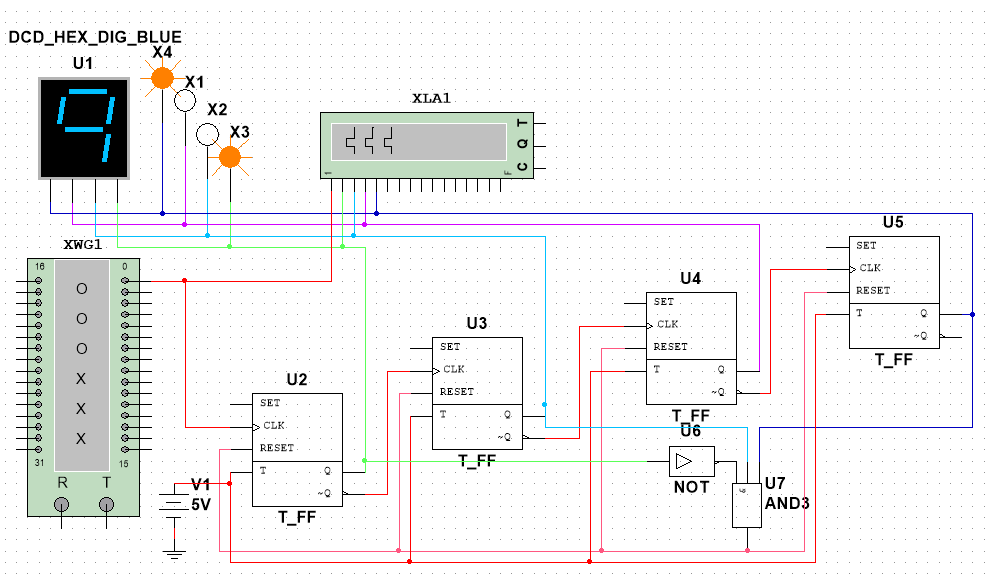 DCD_HEX_DIG_BLUE
U1
X4
X1
X2
X3
9
XLA1
T
Q
C
1
F
XWG1
16
0
O
O
O
X
X
X
31
15
R
T
V1
5V
U2
SET
CLK
RESET
T
Q
~Q
T_FF
U3
SET
CLK
RESET
T
Q
~Q
T_FF
U4
SET
CLK
RESET
T
Q
~Q
T_FF
U5
SET
CLK
RESET
T
Q
~Q
T_FF
U6
NOT
U7
AND3